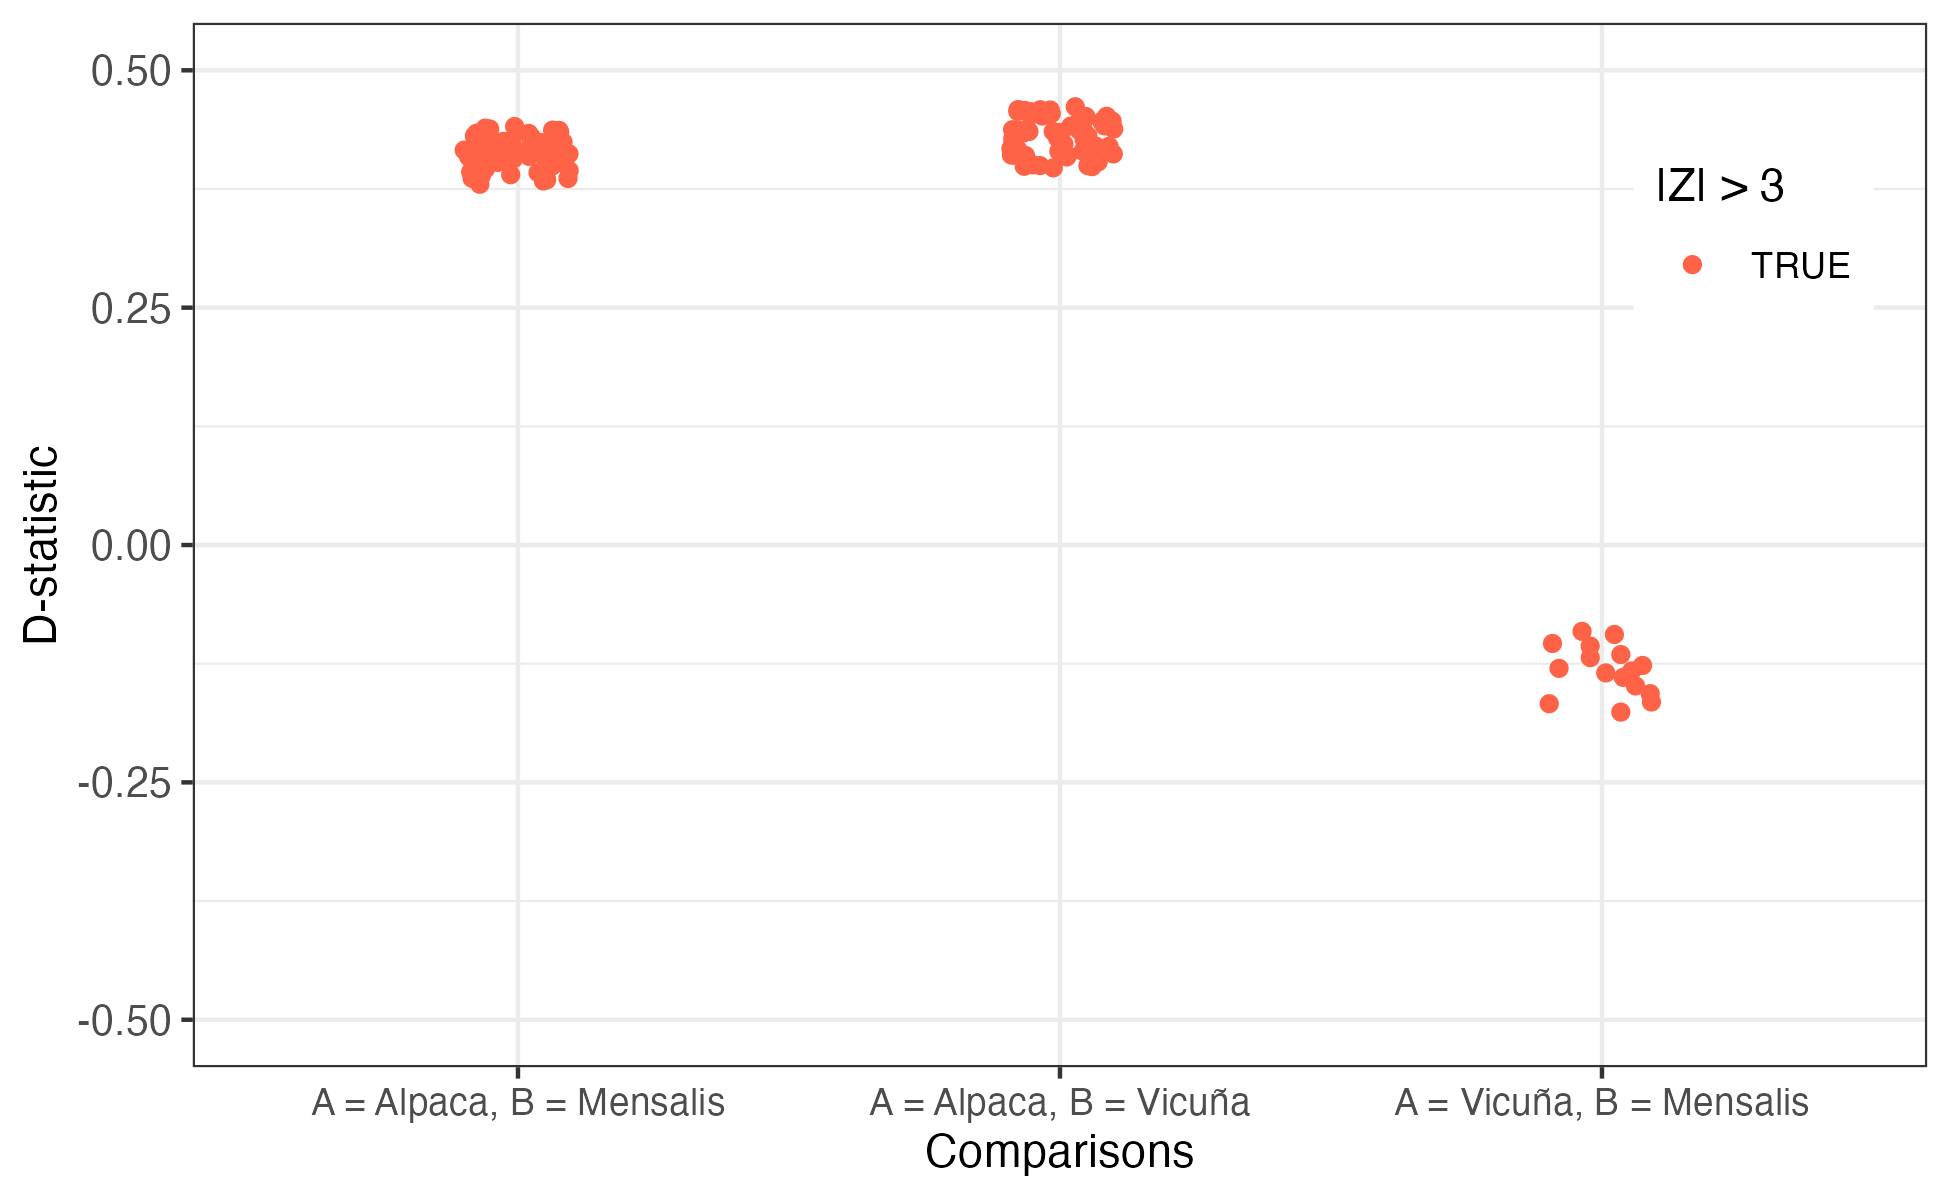 0.50
0.25
0.00
-0.25
-0.50
D-statistic
|Z| > 3
TRUE
A = Alpaca, B = Mensalis
A = Alpaca, B = Vicuña
A = Vicuña, B = Mensalis
Comparisons